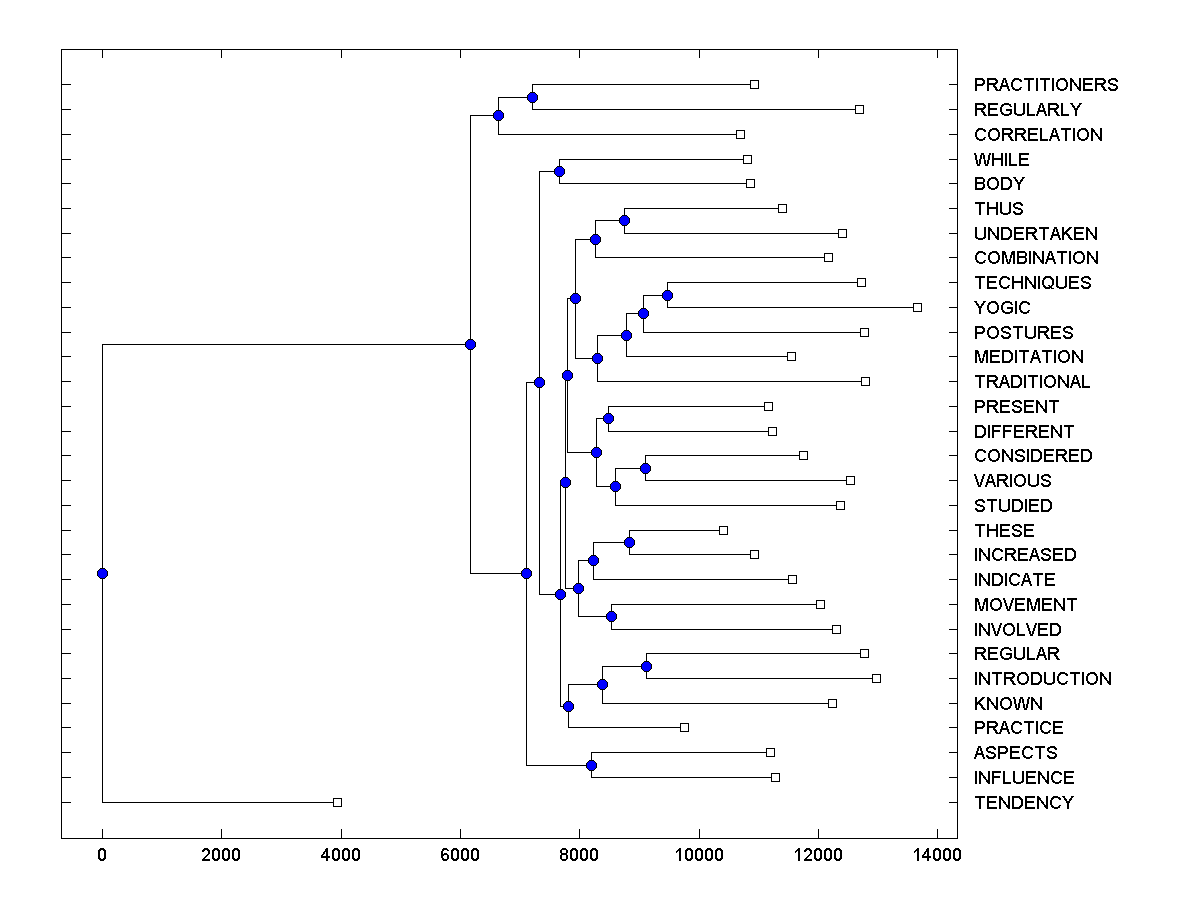 PRACTITIONERS
REGULARLY
CORRELATION
WHILE
BODY
THUS
UNDERTAKEN
COMBINATION
TECHNIQUES
YOGIC
POSTURES
MEDITATION
TRADITIONAL
PRESENT
DIFFERENT
CONSIDERED
VARIOUS
STUDIED
THESE
INCREASED
INDICATE
MOVEMENT
INVOLVED
REGULAR
INTRODUCTION
KNOWN
PRACTICE
ASPECTS
INFLUENCE
TENDENCY
0 2000 4000 6000 8000 10000 12000 14000